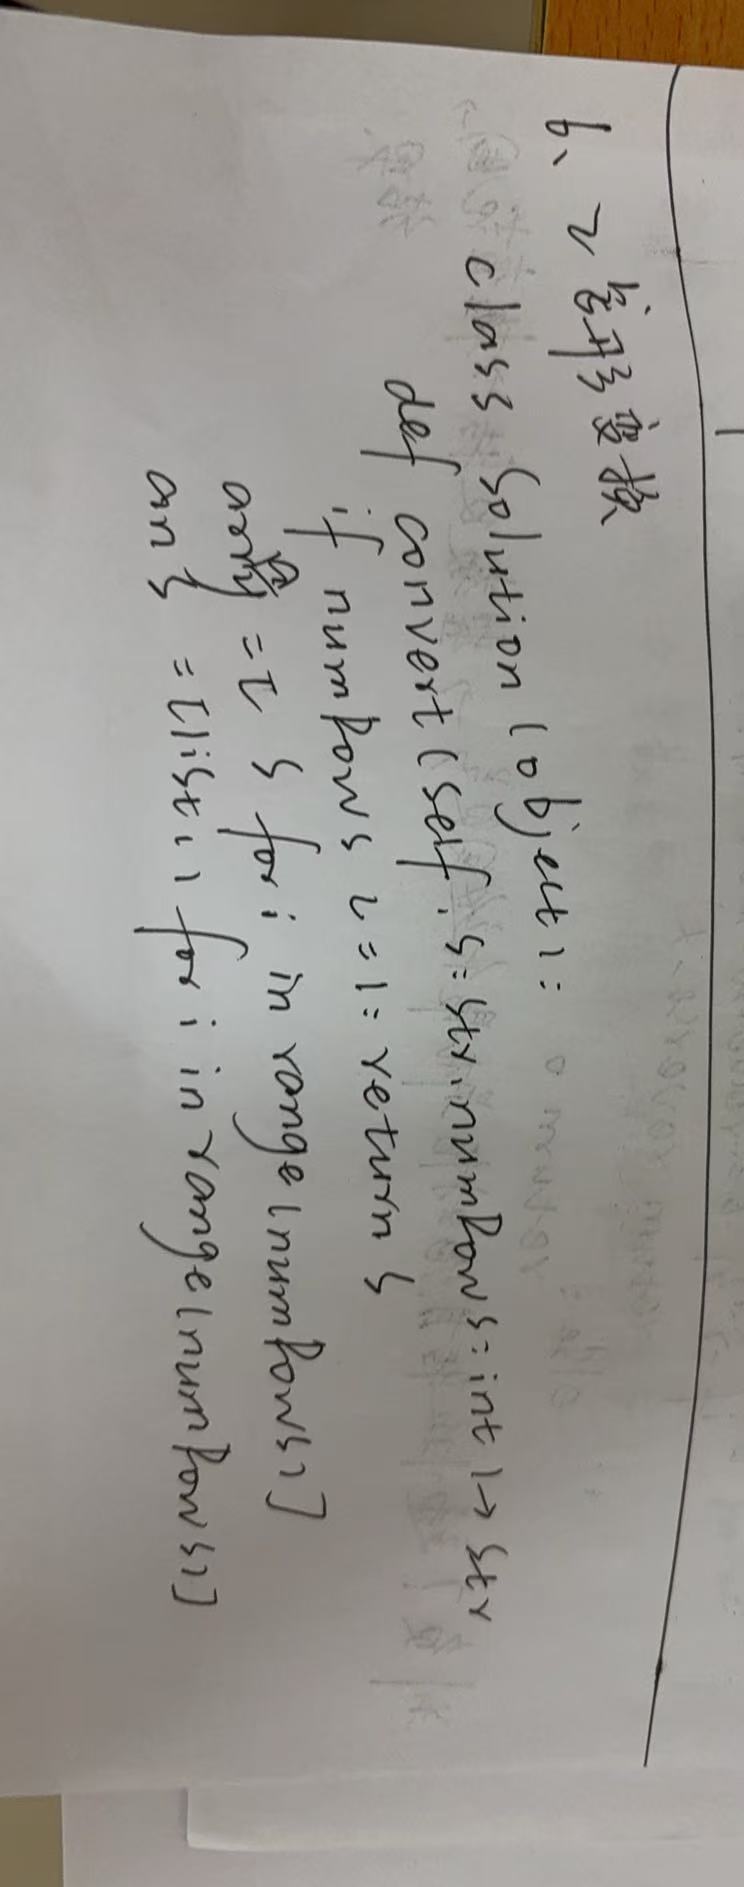 6、Z字形变换
class Solution(object):
def convert(self, s: str, numRows: int) -> str
if numRows == 1: return s
= [ s for i in range(numRows)]
ans = [list() for i in range(numRows)]